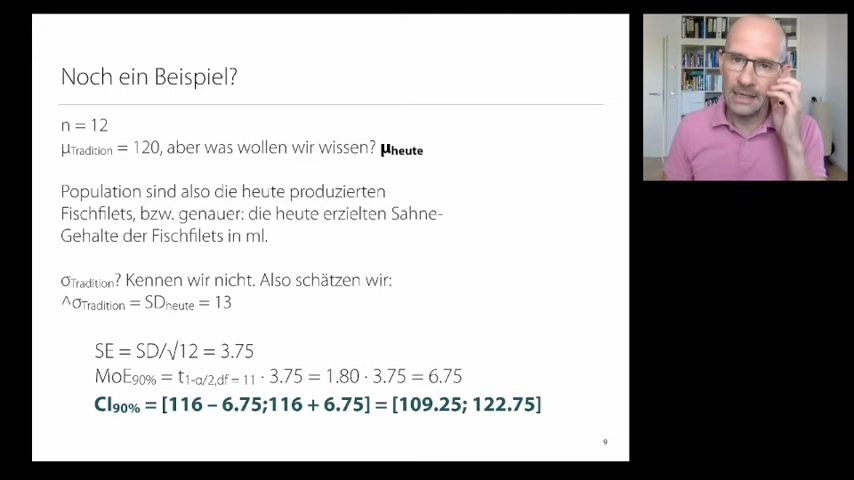 Noch ein Beispiel?
n = 12
μTradition = 120, aber was wollen wir wissen? μheute
Population sind also die heute produzierten
Fischfilets, bzw. genauer: die heute erzielten Sahne-
Gehalte der Fischfilets in ml.
σTradition? Kennen wir nicht. Also schätzen wir:
^σTradition = SDheute = 13
SE = SD/√12 = 3.75
MoE90% = t1-α/2,df = 11 · 3.75 = 1.80 · 3.75 = 6.75
CI90% = [116 – 6.75;116 + 6.75] = [109.25; 122.75]
9